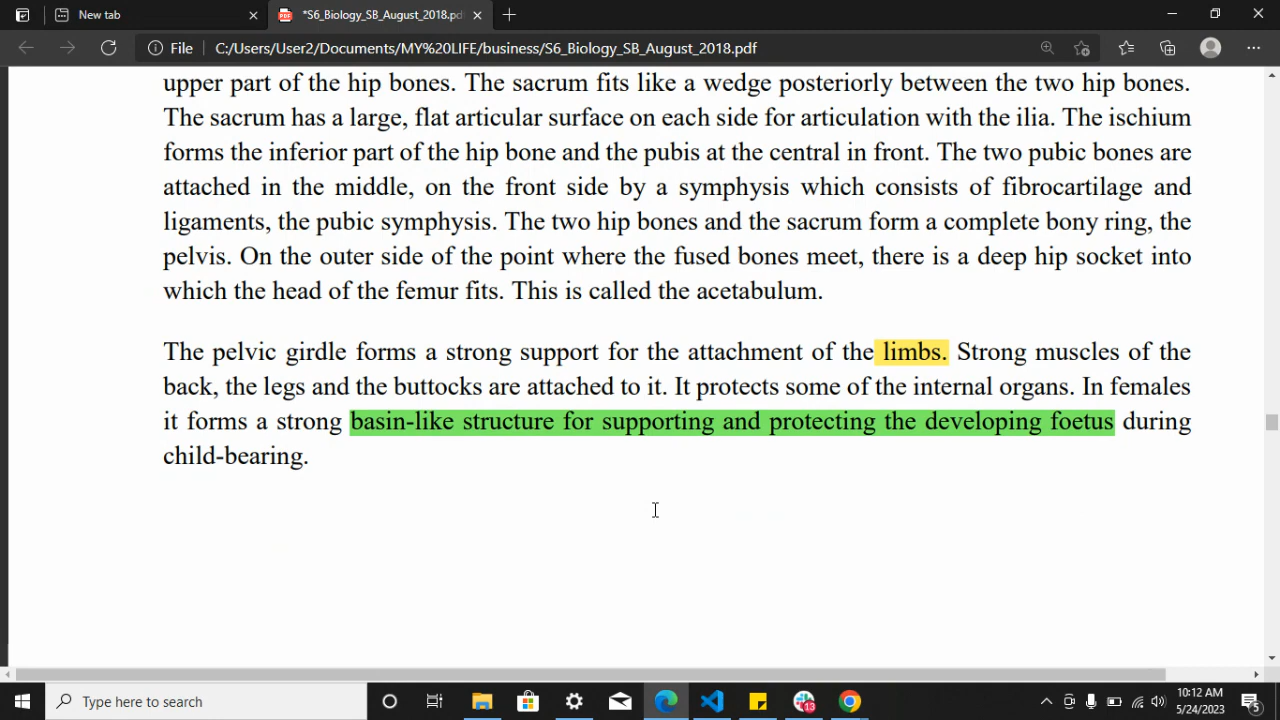 New tab
*S6_Biology_SB_August_2018.pd
File
C:/Users/User2/Documents/MY%20LIFE/business/S6_Biology_SB_August_2018.pdf
upper part of the hip bones. The sacrum fits like a wedge posteriorly between the two hip bones.
The sacrum has a large, flat articular surface on each side for articulation with the ilia. The ischium
forms the inferior part of the hip bone and the pubis at the central in front. The two pubic bones are
attached in the middle, on the front side by a symphysis which consists of fibrocartilage and
ligaments, the pubic symphysis. The two hip bones and the sacrum form a complete bony ring, the
pelvis. On the outer side of the point where the fused bones meet, there is a deep hip socket into
which the head of the femur fits. This is called the acetabulum.
The pelvic girdle forms a strong support for the attachment of the limbs. Strong muscles of the
back, the legs and the buttocks are attached to it. It protects some of the internal organs. In females
it forms a strong basin-like structure for supporting and protecting the developing foetus during
child-bearing.
Type here to search
13
10:12 AM
5/24/2023
5